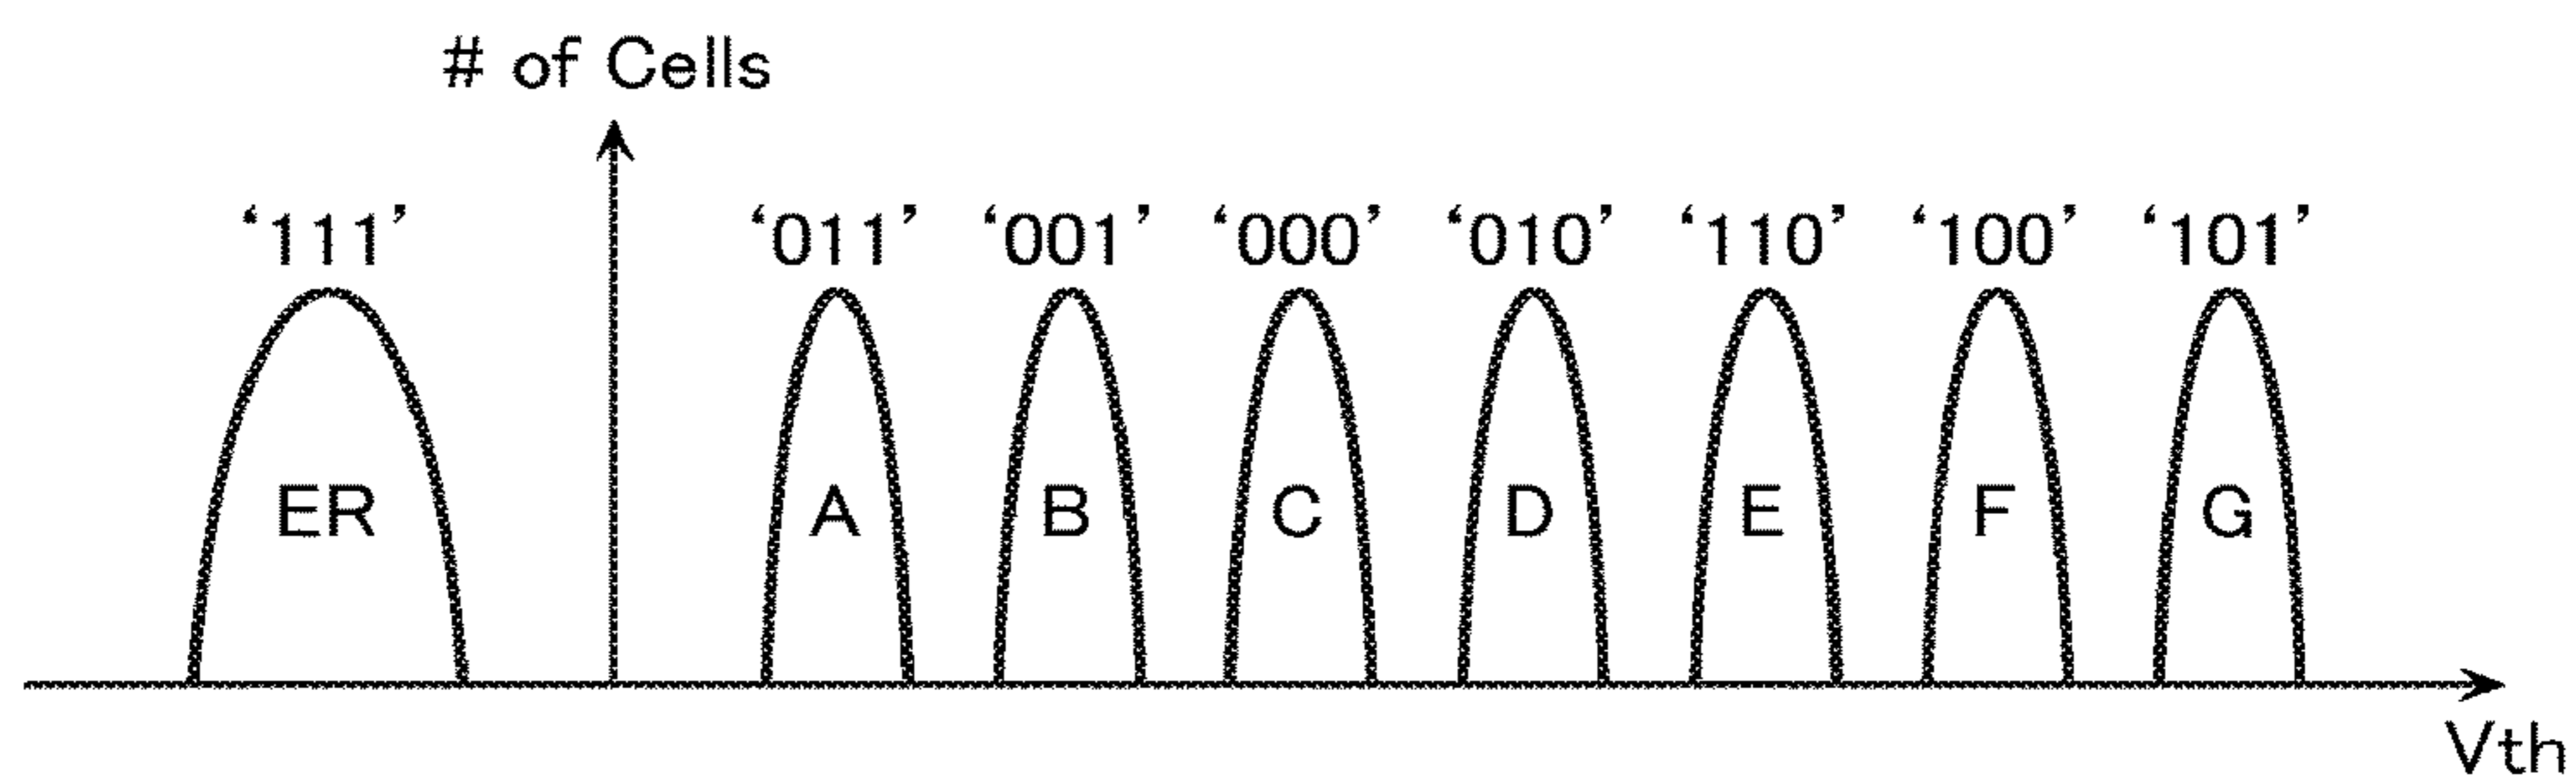 # of Cells
‘111’ ‘011’ ‘001’ ‘000’ ‘010’ ‘110’ ‘100’ ‘101’
ER A B C D E F G
Vth